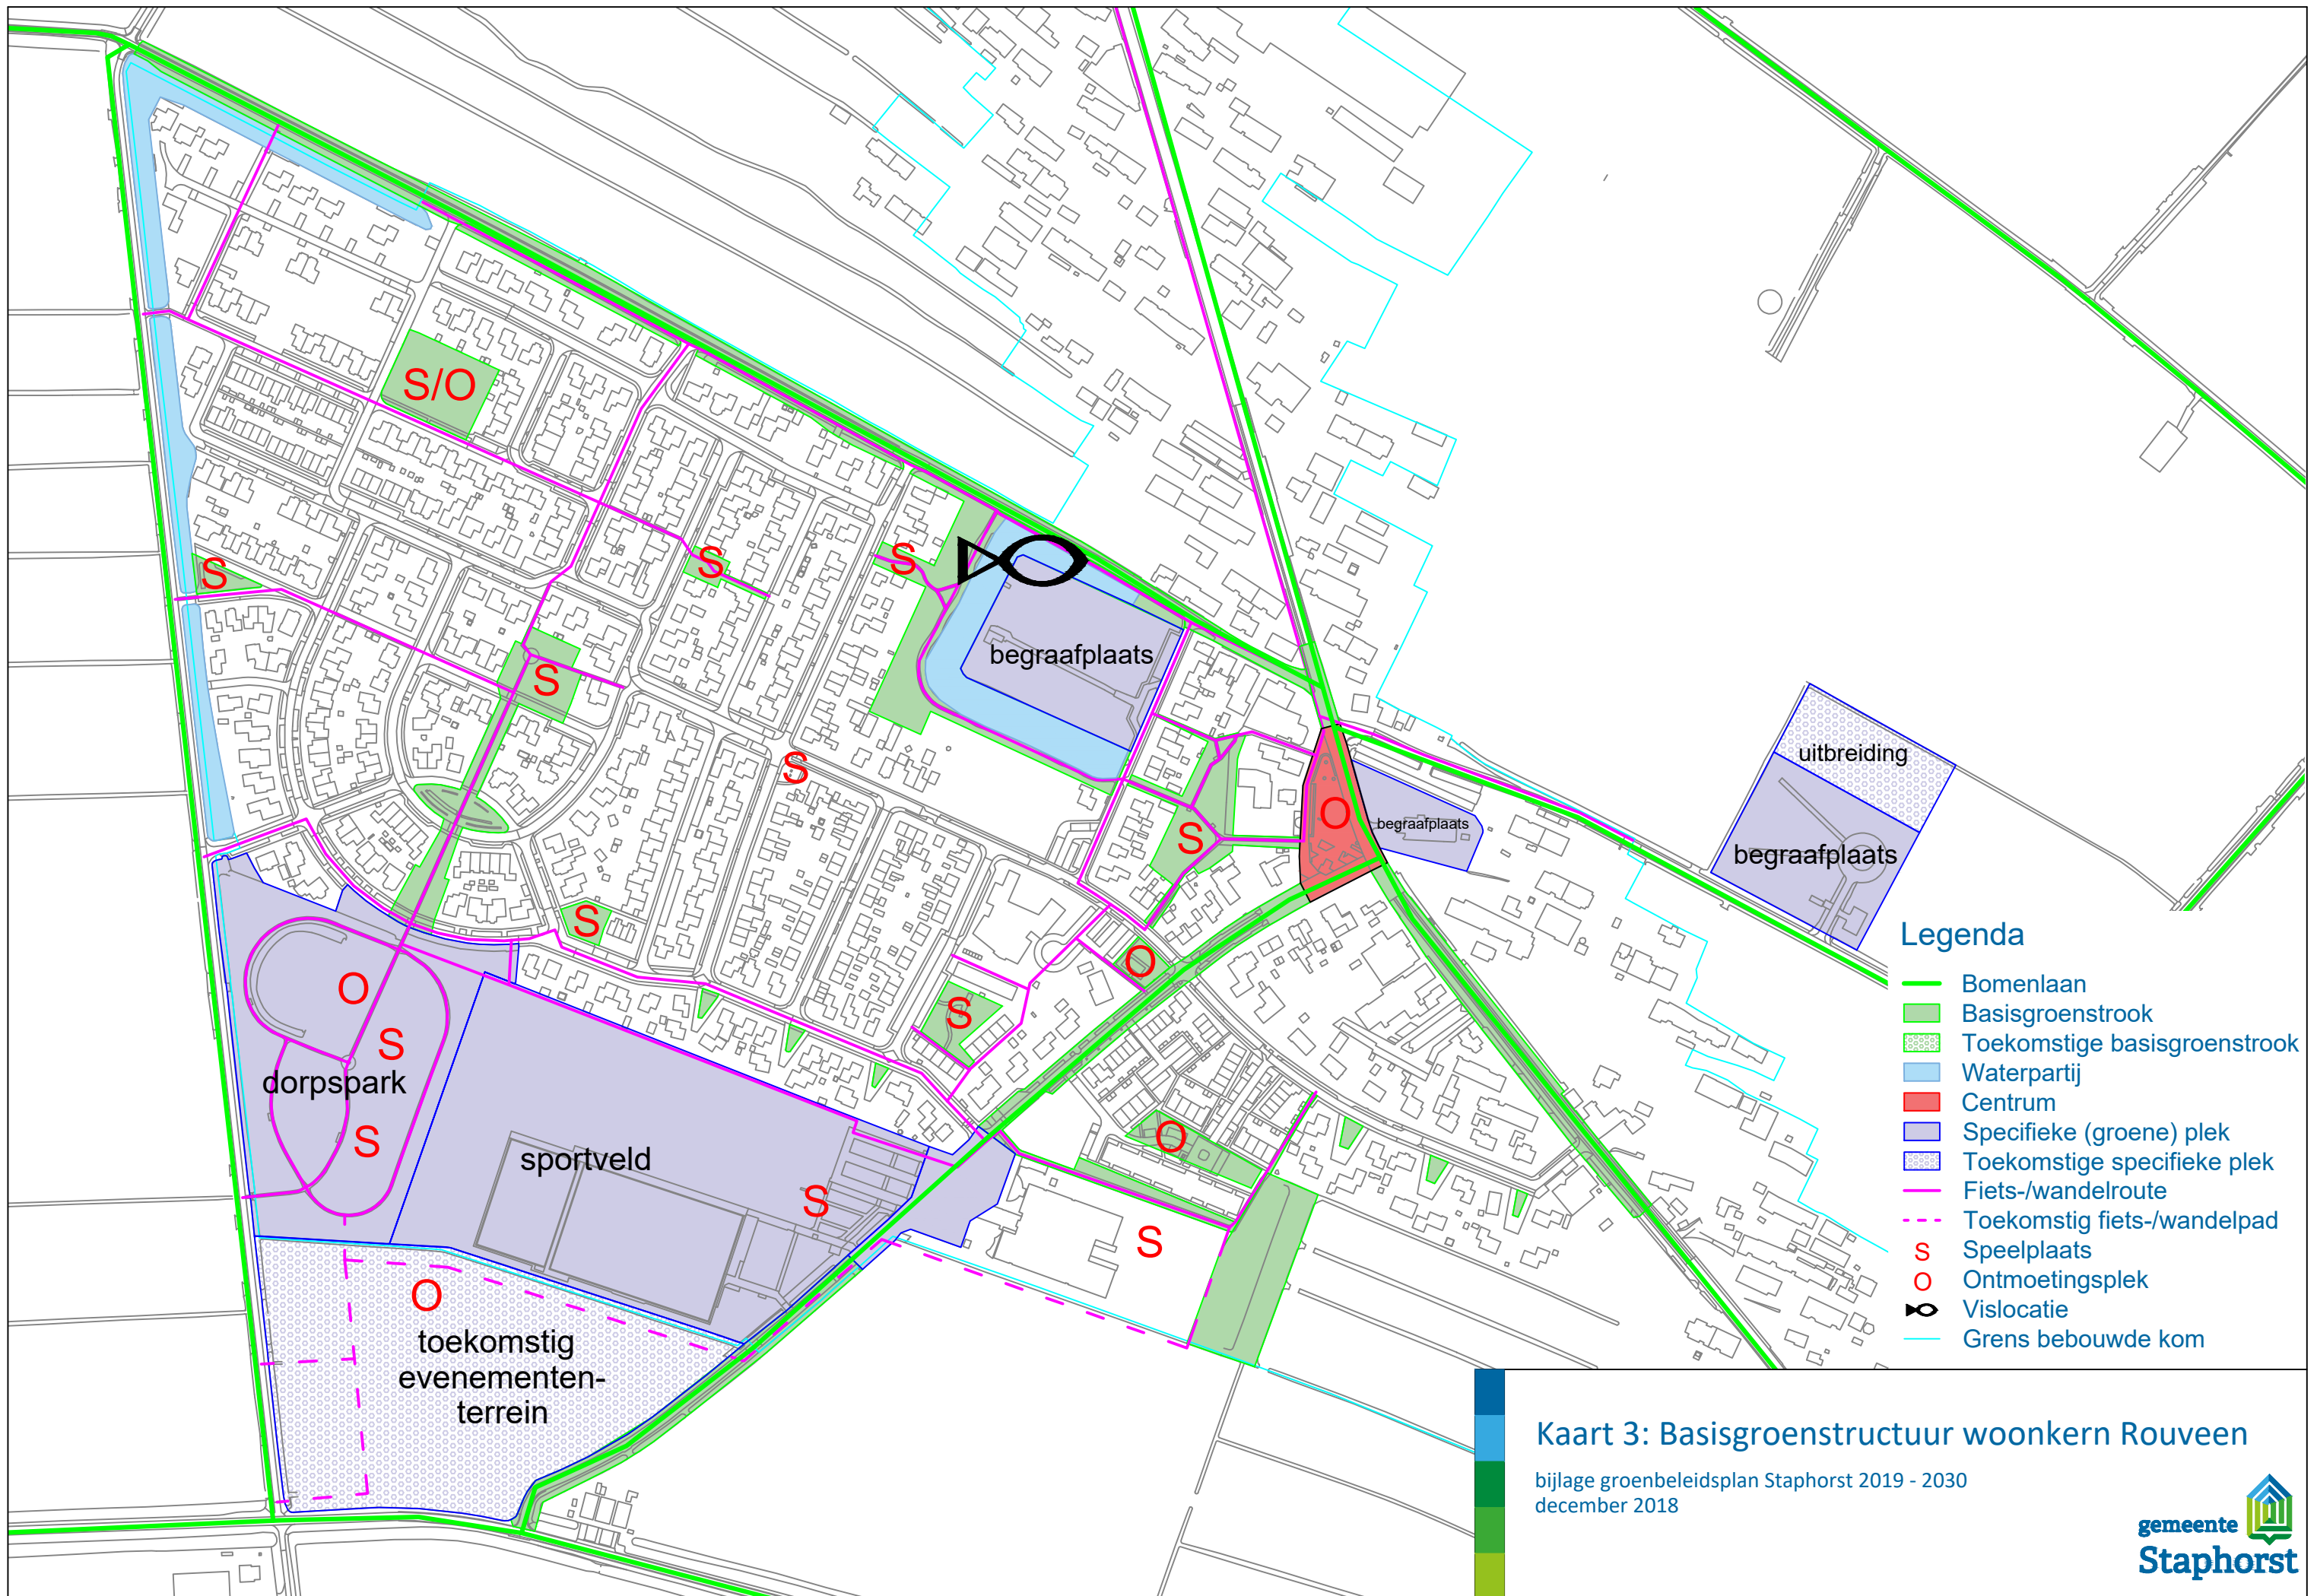 S/O
S
S
S
begraafplaats
S
uitbreiding
S
O
begraafplaats
S
begraafplaats
S
O
O
S
S
dorpspark
O
S
sportveld
S
S
O
toekomstig
evenementen-
terrein
Legenda
Bomenlaan
Basisgroenstrook
Toekomstige basisgroenstrook
Waterpartij
Centrum
Specifieke (groene) plek
Toekomstige specifieke plek
Fiets-/wandelroute
Toekomstig fiets-/wandelpad
S Speelplaats
O Ontmoetingsplek
Vislocatie
Grens bebouwde kom
Kaart 3: Basisgroenstructuur woonkern Rouveen
bijlage groenbeleidsplan Staphorst 2019 - 2030
december 2018
gemeente
Staphorst